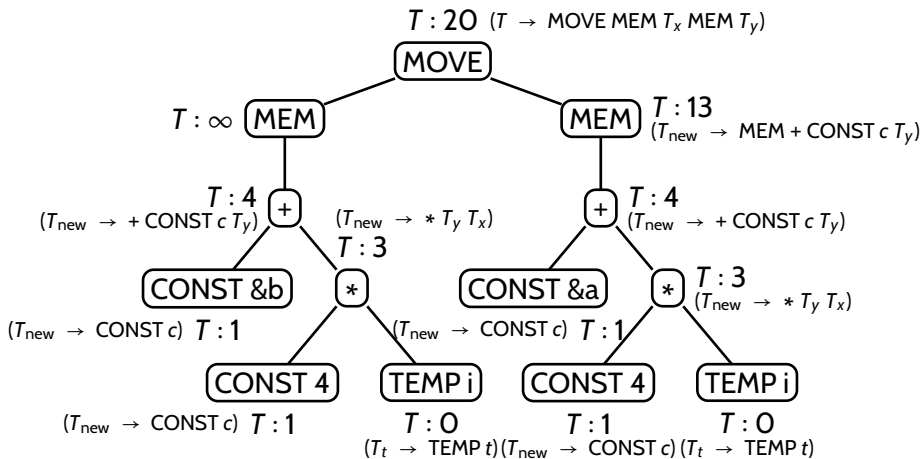 T : 20 (T → MOVE MEM Tx MEM Ty)
MOVE
T : ∞ MEM
MEM T : 13
(Tnew → MEM + CONST c Ty)
T : 4
(Tnew → + CONST c Ty)
+
(Tnew → * Ty Tx)
T : 3
T : 4
+ (Tnew → + CONST c Ty)
CONST &b
*
CONST &a
* T : 3
(Tnew → * Ty Tx)
(Tnew → CONST c) T : 1
(Tnew → CONST c) T : 1
CONST 4
TEMP i
CONST 4
TEMP i
(Tnew → CONST c) T : 1
T : 0
(Tt → TEMP t)
T : 1
(Tnew → CONST c)
T : 0
(Tt → TEMP t)